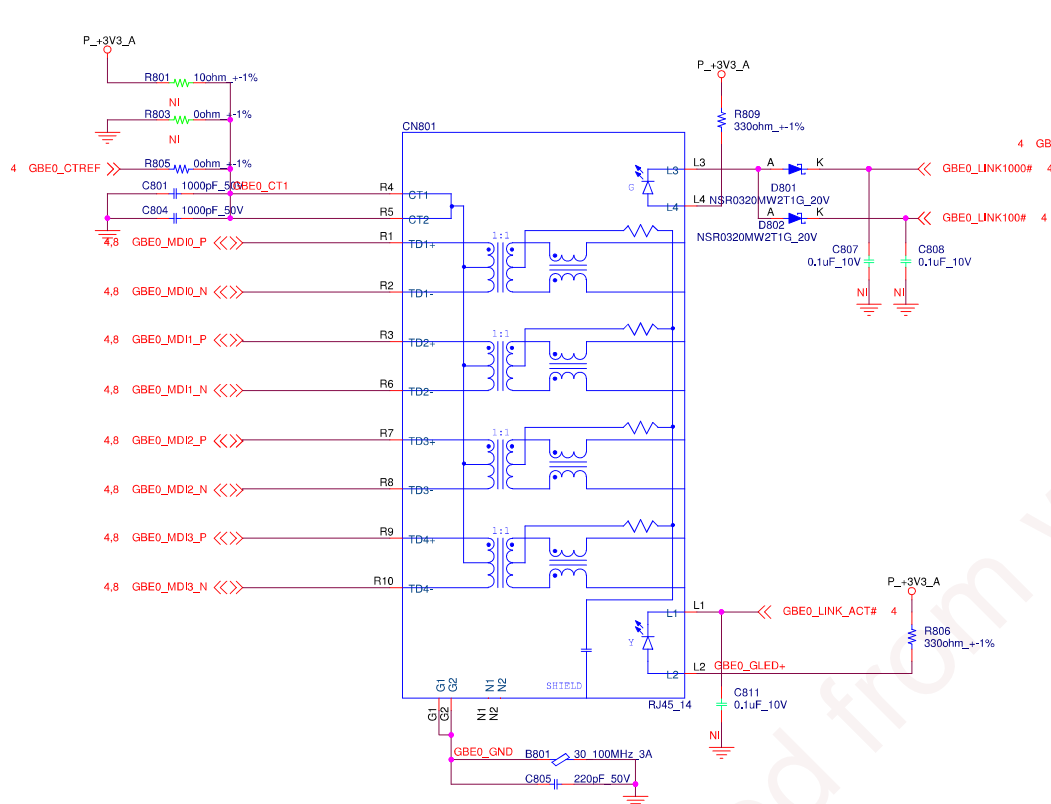 P_+3V3_A
R801 10ohm_+-1%
NI
R803 0ohm_+-1%
NI
4 GBE0_CTREF R805 0ohm_+-1%
C801 1000pF_50V GBE0_CT1
C804 1000pF_50V
CN801
R4 CT1
R5 CT2
4,8 GBE0_MDI0_P R1 TD1+ 1:1
4,8 GBE0_MDI0_N R2 TD1-
4,8 GBE0_MDI1_P R3 TD2+ 1:1
4,8 GBE0_MDI1_N R6 TD2-
4,8 GBE0_MDI2_P R7 TD3+ 1:1
4,8 GBE0_MDI2_N R8 TD3-
4,8 GBE0_MDI3_P R9 TD4+ 1:1
4,8 GBE0_MDI3_N R10 TD4-
P_+3V3_A
R809
330ohm_+-1%
4 GB
G L3 L3 A K GBE0_LINK1000# 4
D801
L4 L4 NSR0320MW2T1G_20V
A K GBE0_LINK100#
D802
NSR0320MW2T1G_20V
C807
0.1uF_10V
C808
0.1uF_10V
NI NI
P_+3V3_A
Y L1 L1 GBE0_LINK_ACT# 4
R806
330ohm_+-1%
L2 L2 GBE0_GLED+
SHIELD
RJ45_14
C811
0.1uF_10V
NI
G1 G2 N1 N2
G1 G2 N1 N2
GBE0_GND B801 30_100MHz_3A
C805 220pF_50V
ed from